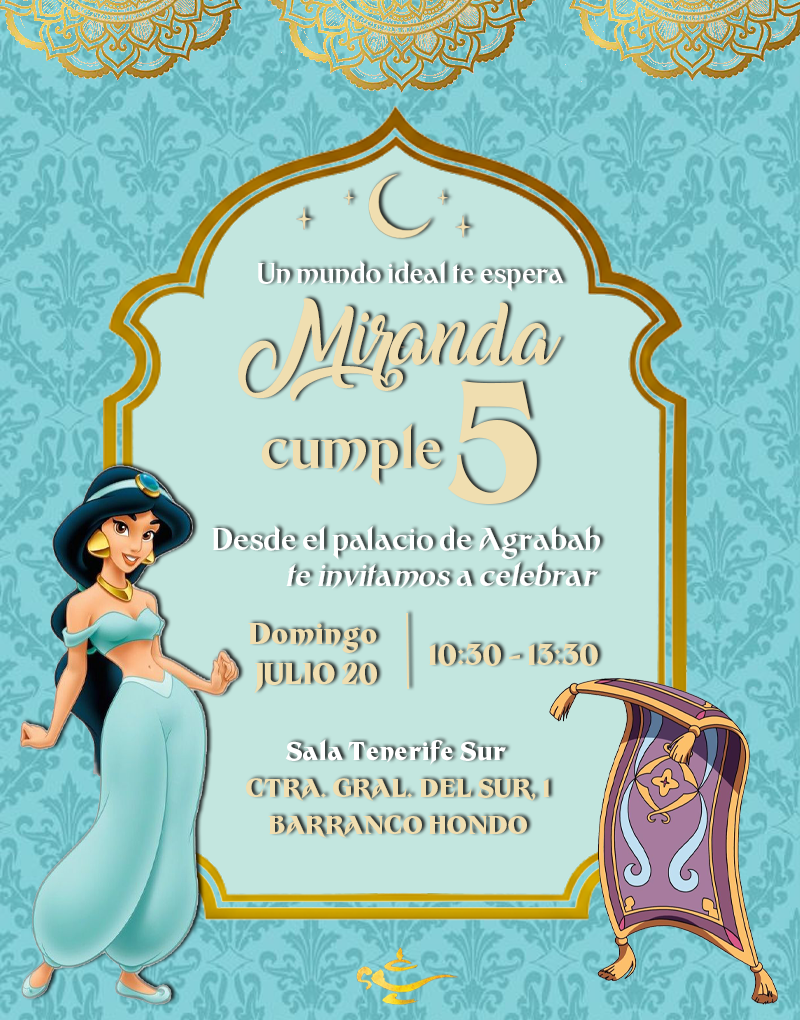 Un mundo ideal te espera
Miranda
cumple 5
Desde el palacio de Agrabah
te invitamos a celebrar
Domingo
JULIO 20
10:30 - 13:30
Sala Tenerife Sur
CTRA. GRAL. DEL SUR, 1
BARRANCO HONDO